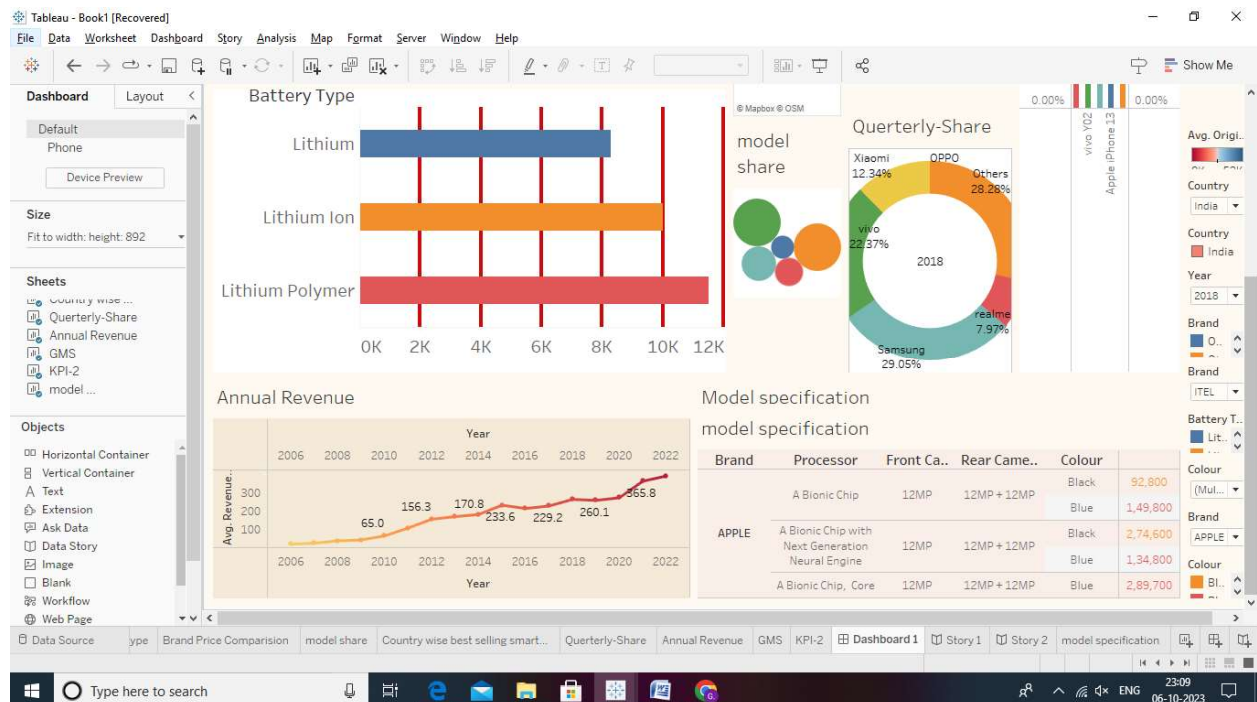 Tableau - Book1 [Recovered]
File Data Worksheet Dashboard Story Analysis Map Format Server Window Help
Show Me
Dashboard Layout
Default
Phone
Device Preview
Size
Fit to width: height: 892
Sheets
Querterly-Share
Annual Revenue
GMS
KPI-2
model ...
Objects
Horizontal Container
Vertical Container
Text
Extension
Ask Data
Data Story
Image
Blank
Workflow
Web Page
Battery Type
Lithium
Lithium Ion
Lithium Polymer
0K 2K 4K 6K 8K 10K 12K
© Mapbox © OSM
model
share
Querterly-Share
Xiaomi
12.34%
OPPO
Others
28.28%
vivo
22.37%
2018
realme
7.97%
Samsung
29.05%
0.00% 0.00%
vivo Y02
Apple iPhone 13
Annual Revenue
Year
2006 2008 2010 2012 2014 2016 2018 2020 2022
Avg. Revenue..
300
200
100
65.0 156.3 170.8 233.6 229.2 260.1 365.8
2006 2008 2010 2012 2014 2016 2018 2020 2022
Year
Model specification
model specification
Brand Processor Front Ca.. Rear Came.. Colour
APPLE
A Bionic Chip 12MP 12MP + 12MP Black 92,800
Blue 1,49,800
A Bionic Chip with
Next Generation
Neural Engine
12MP 12MP + 12MP Black 2,74,600
Blue 1,34,800
A Bionic Chip, Core 12MP 12MP + 12MP Blue 2,89,700
Avg. Origi..
Country
India
Country
India
Year
2018
Brand
O..
Brand
ITEL
Battery T..
Lit..
Colour
(Mul...
Brand
APPLE
Colour
Bl..
Data Source ype Brand Price Comparision model share Country wise best selling smart... Querterly-Share Annual Revenue GMS KPI-2 Dashboard 1 Story 1 Story 2 model specification
Type here to search
ENG
23:09
06-10-2023